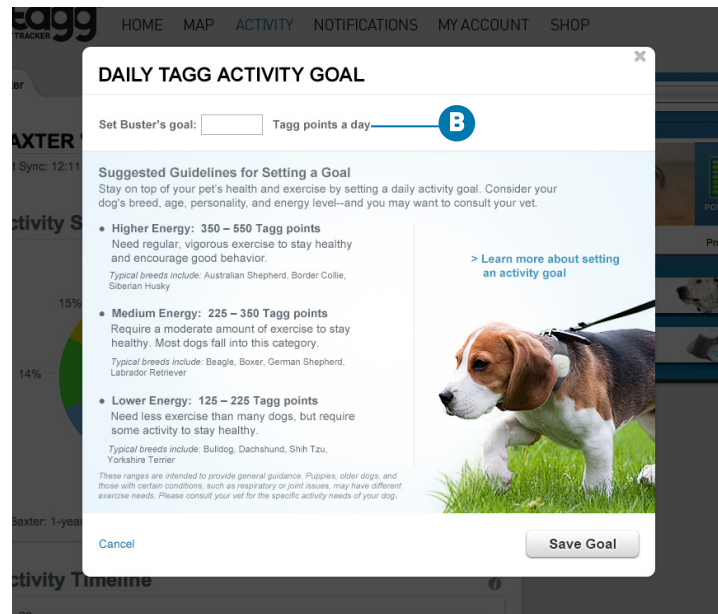 tagg
TRACKER
HOME MAP ACTIVITY NOTIFICATIONS MY ACCOUNT SHOP
DAILY TAGG ACTIVITY GOAL
Set Buster's goal: Tagg points a day
B
AXTER
t Sync: 12:11
Suggested Guidelines for Setting a Goal
Stay on top of your pet's health and exercise by setting a daily activity goal. Consider your
dog's breed, age, personality, and energy level--and you may want to consult your vet.
ctivity S
• Higher Energy: 350 – 550 Tagg points
Need regular, vigorous exercise to stay healthy
and encourage good behavior.
Typical breeds include: Australian Shepherd, Border Collie,
Siberian Husky
> Learn more about setting
an activity goal
15%
• Medium Energy: 225 – 350 Tagg points
Require a moderate amount of exercise to stay
healthy. Most dogs fall into this category.
Typical breeds include: Beagle, Boxer, German Shepherd,
Labrador Retriever
14%
• Lower Energy: 125 – 225 Tagg points
Need less exercise than many dogs, but require
some activity to stay healthy.
Typical breeds include: Bulldog, Dachshund, Shih Tzu,
Yorkshire Terrier
These ranges are intended to provide general guidance. Puppies, older dogs, and
those with certain conditions, such as respiratory or joint issues, may have different
exercise needs. Please consult your vet for the specific activity needs of your dog.
Baxter: 1-year
Cancel
Save Goal
ctivity Timeline